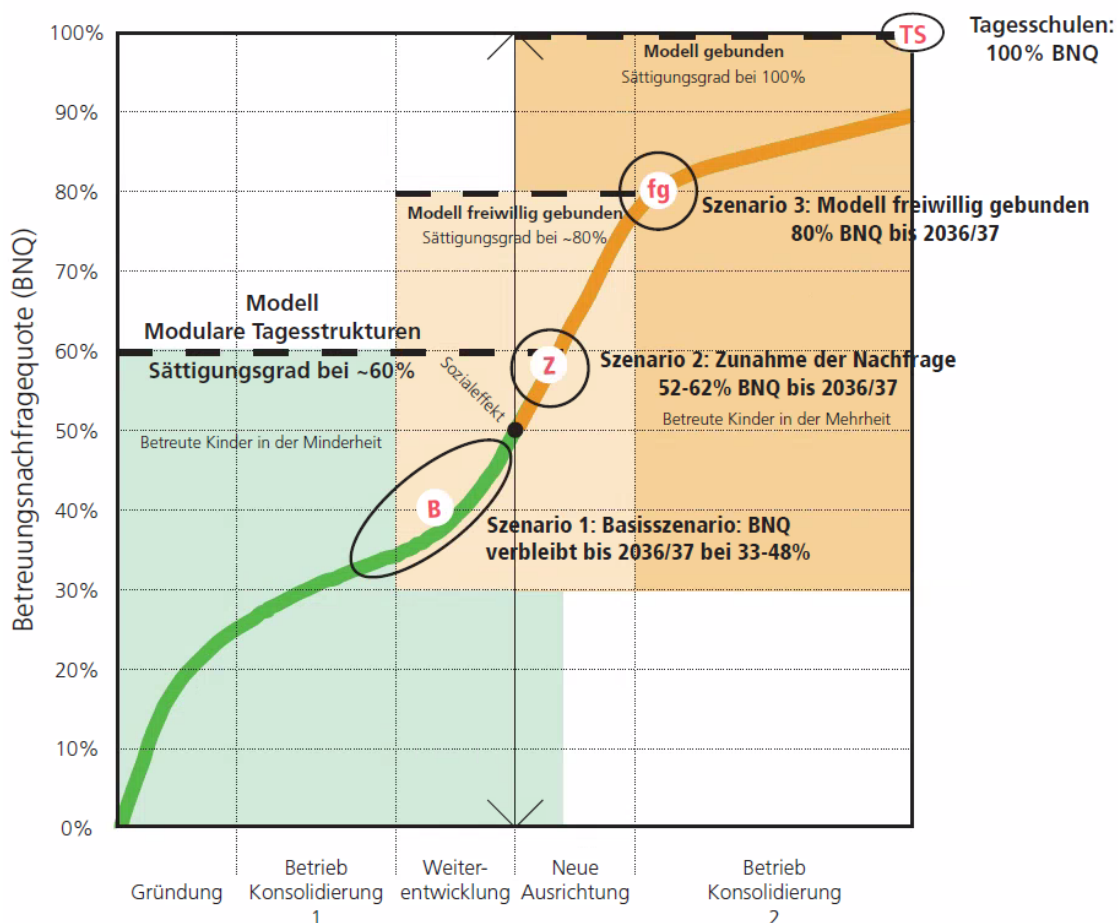 Betreuungsnachfragequote (BNQ)
100%
90%
80%
70%
60%
50%
40%
30%
20%
10%
0%
TS
Tagesschulen:
100% BNQ
Modell gebunden
Sättigungsgrad bei 100%
fg
Modell freiwillig gebunden
Sättigungsgrad bei ~80%
Szenario 3: Modell freiwillig gebunden
80% BNQ bis 2036/37
Modell
Modulare Tagesstrukturen
Sättigungsgrad bei ~60%
Sozialeffekt
Z
Szenario 2: Zunahme der Nachfrage
52-62% BNQ bis 2036/37
Betreute Kinder in der Mehrheit
Betreute Kinder in der Minderheit
B
Szenario 1: Basisszenario: BNQ
verbleibt bis 2036/37 bei 33-48%
Gründung
Betrieb
Konsolidierung
1
Weiter-
entwicklung
Neue
Ausrichtung
Betrieb
Konsolidierung
2